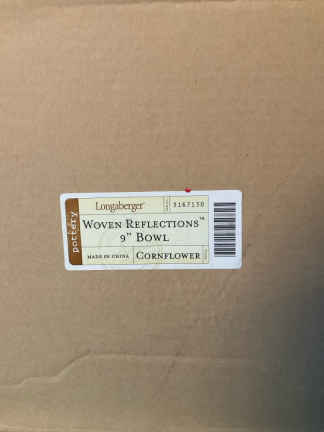 Longaberger®
3167130
pottery
Woven Reflections™
9" Bowl
Made in China
Cornflower